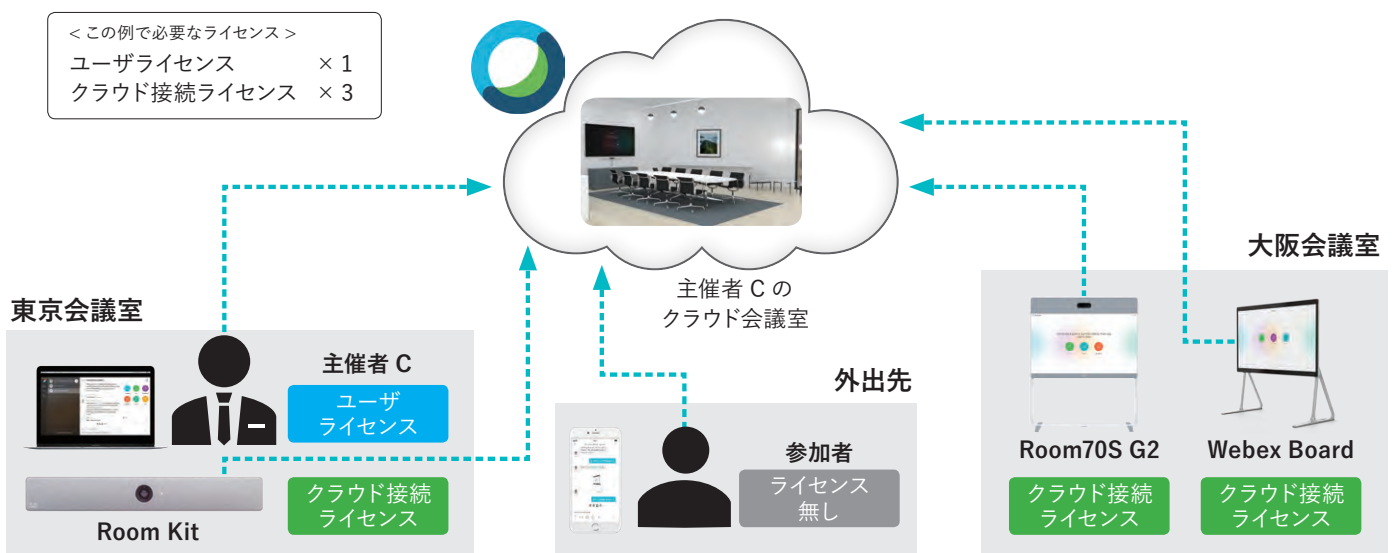 < この例で必要なライセンス >
ユーザライセンス × 1
クラウド接続ライセンス × 3
主催者 C の
クラウド会議室
東京会議室
主催者 C
ユーザ
ライセンス
Room Kit
クラウド接続
ライセンス
外出先
参加者
ライセンス
無し
大阪会議室
Room70S G2
クラウド接続
ライセンス
Webex Board
クラウド接続
ライセンス